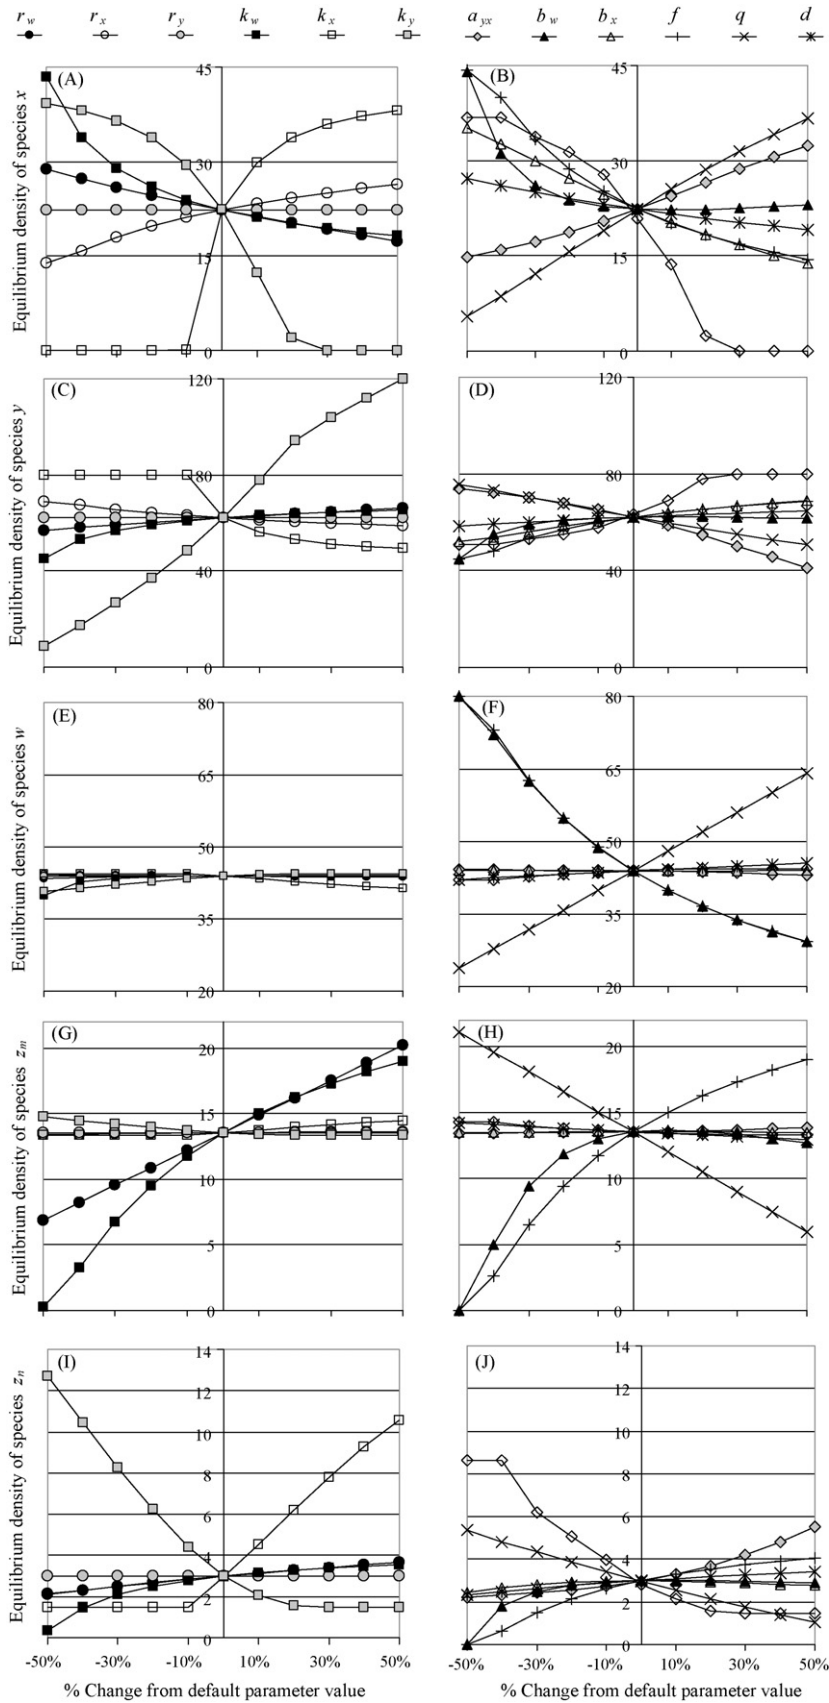 r_w r_x r_y k_w k_x k_y a_yx b_w b_x f q d
Equilibrium density of species x
(A)
45
30
15
0
(B)
45
30
15
0
Equilibrium density of species y
(C)
120
80
40
0
(D)
120
80
40
0
Equilibrium density of species w
(E)
80
65
50
35
20
(F)
80
65
50
35
20
Equilibrium density of species z_m
(G)
20
15
10
5
0
(H)
20
15
10
5
0
Equilibrium density of species z_n
(I)
14
12
10
8
6
4
2
0
(J)
14
12
10
8
6
4
2
0
-50% -30% -10% 10% 30% 50%
-50% -30% -10% 10% 30% 50%
% Change from default parameter value
% Change from default parameter value